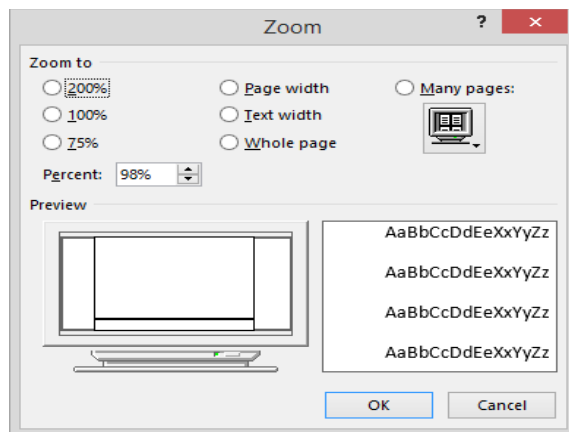 Zoom ? ×
Zoom to
200% Page width Many pages:
100% Text width
75% Whole page
Percent: 98%
Preview
AaBbCcDdEeXxYyZz
AaBbCcDdEeXxYyZz
AaBbCcDdEeXxYyZz
AaBbCcDdEeXxYyZz
OK Cancel